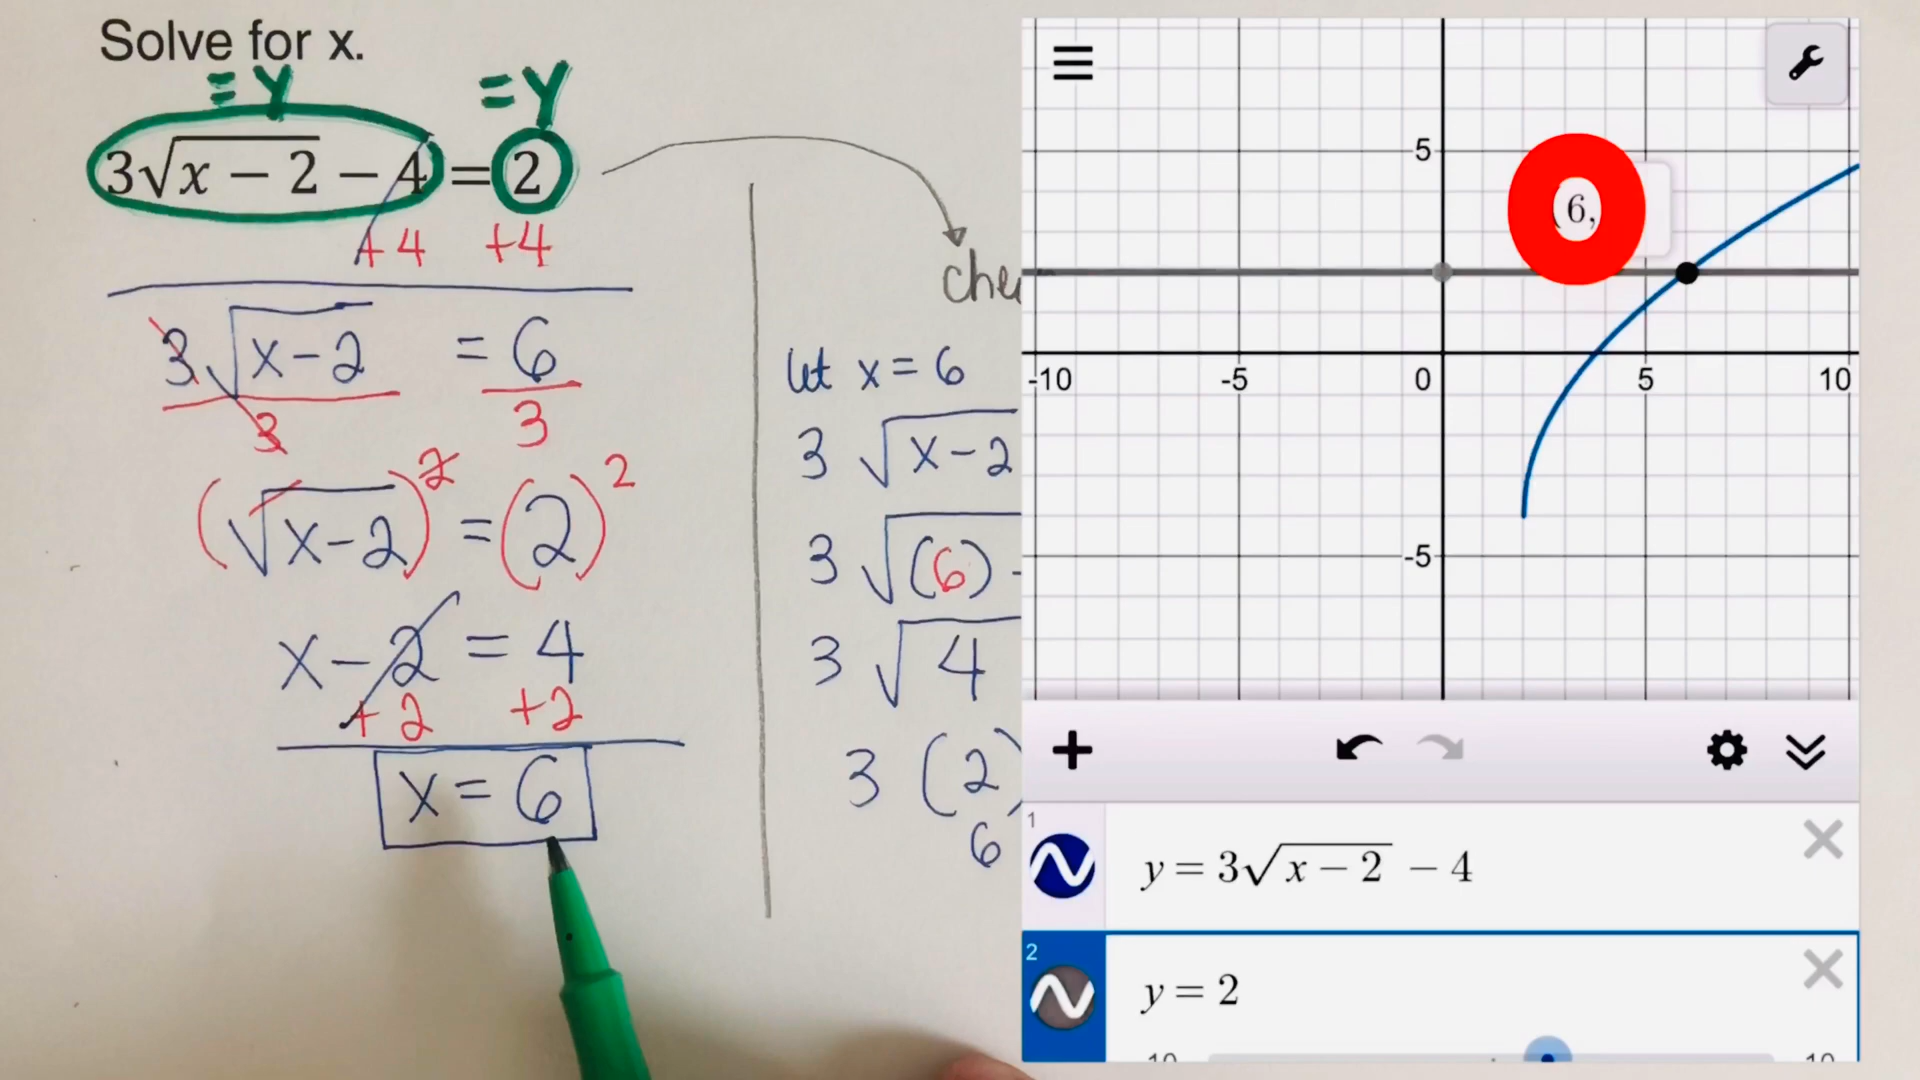 Solve for x.
= Y = Y
3√x − 2 − 4 = 2
+4 +4
3√x-2 = 6
3 3
(√x-2)² = (2)²
x-2 = 4
+2 +2
x = 6
let x = 6
3 √x-2
3 √(6) -
3 √4
3 (2)
6
5
(6,
-10 -5 0 5 10
-5
1
y = 3√x − 2 − 4
2
y = 2